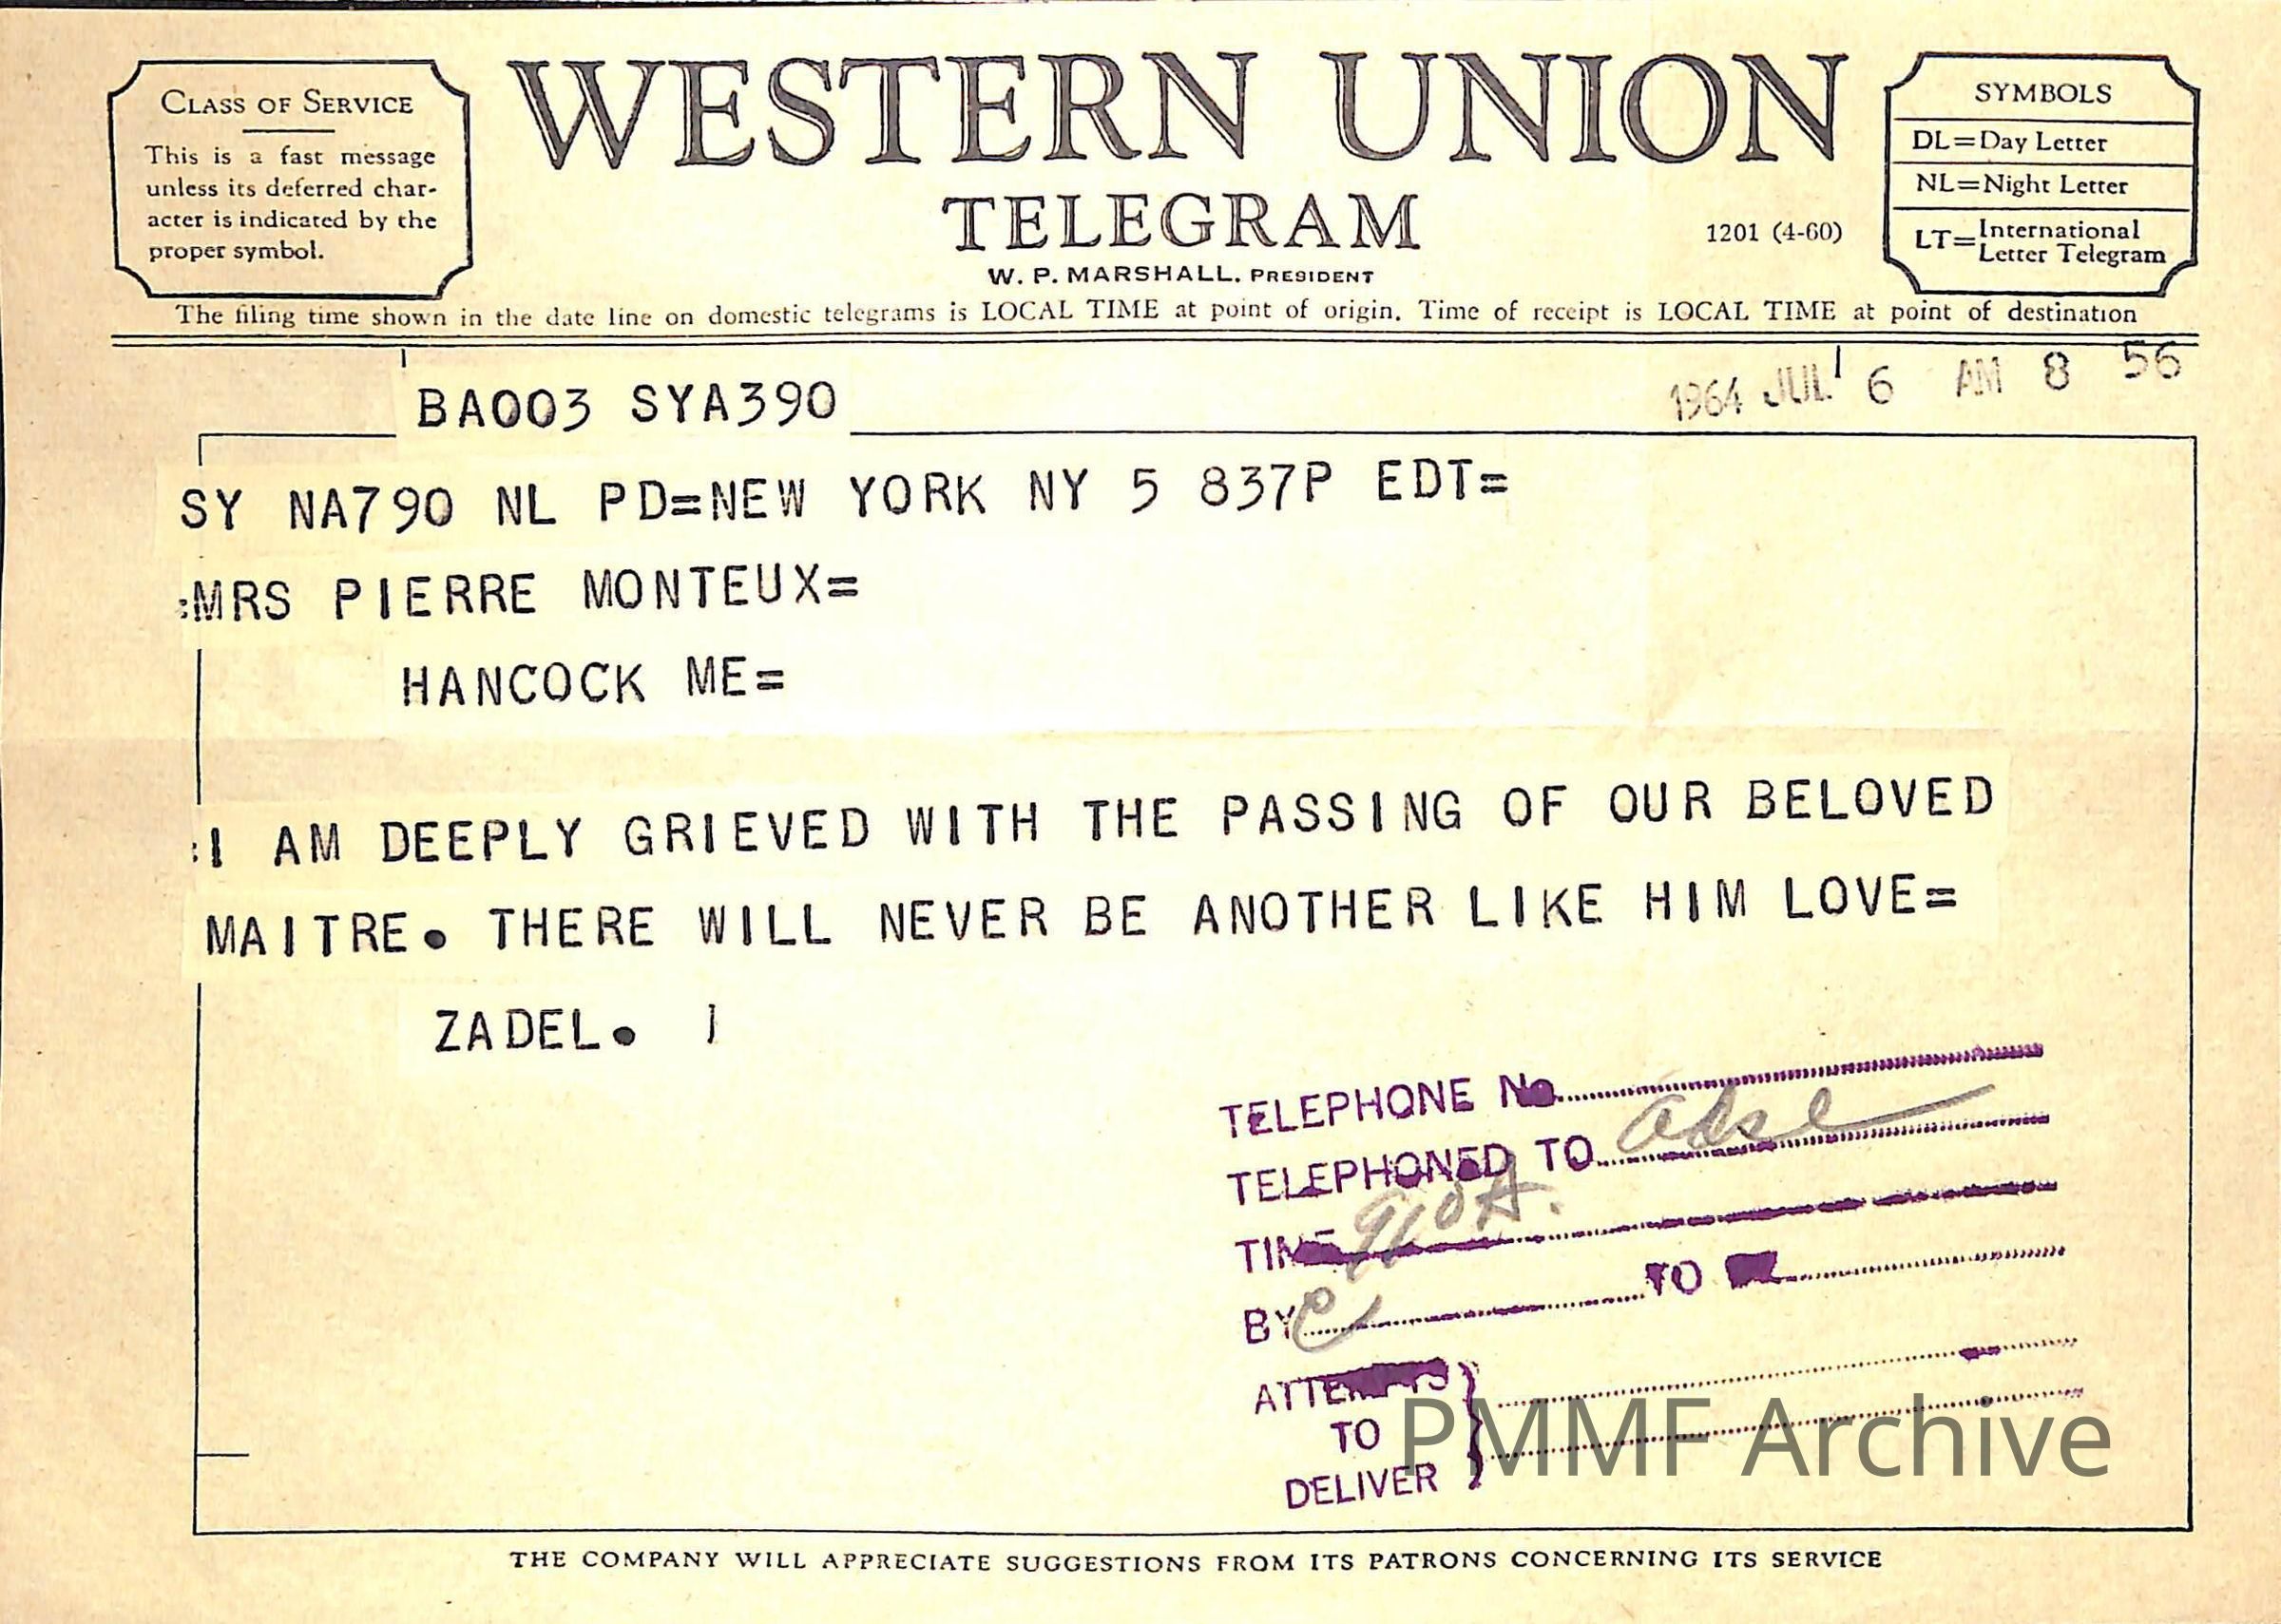 CLASS OF SERVICE
This is a fast message
unless its deferred char-
acter is indicated by the
proper symbol.
WESTERN UNION
TELEGRAM
W. P. MARSHALL. PRESIDENT
1201 (4-60)
SYMBOLS
DL=Day Letter
NL=Night Letter
LT=International
Letter Telegram
The filing time shown in the date line on domestic telegrams is LOCAL TIME at point of origin. Time of receipt is LOCAL TIME at point of destination
BA003 SYA390
1964 JUL 6 AM 8 56
SY NA790 NL PD=NEW YORK NY 5 837P EDT=
:MRS PIERRE MONTEUX=
HANCOCK ME=
:I AM DEEPLY GRIEVED WITH THE PASSING OF OUR BELOVED
MAITRE. THERE WILL NEVER BE ANOTHER LIKE HIM LOVE=
ZADEL.
TELEPHONE No.
TELEPHONED TO
TIME
BY TO
ATTEMPTS
TO
DELIVER
PMMF Archive
THE COMPANY WILL APPRECIATE SUGGESTIONS FROM ITS PATRONS CONCERNING ITS SERVICE